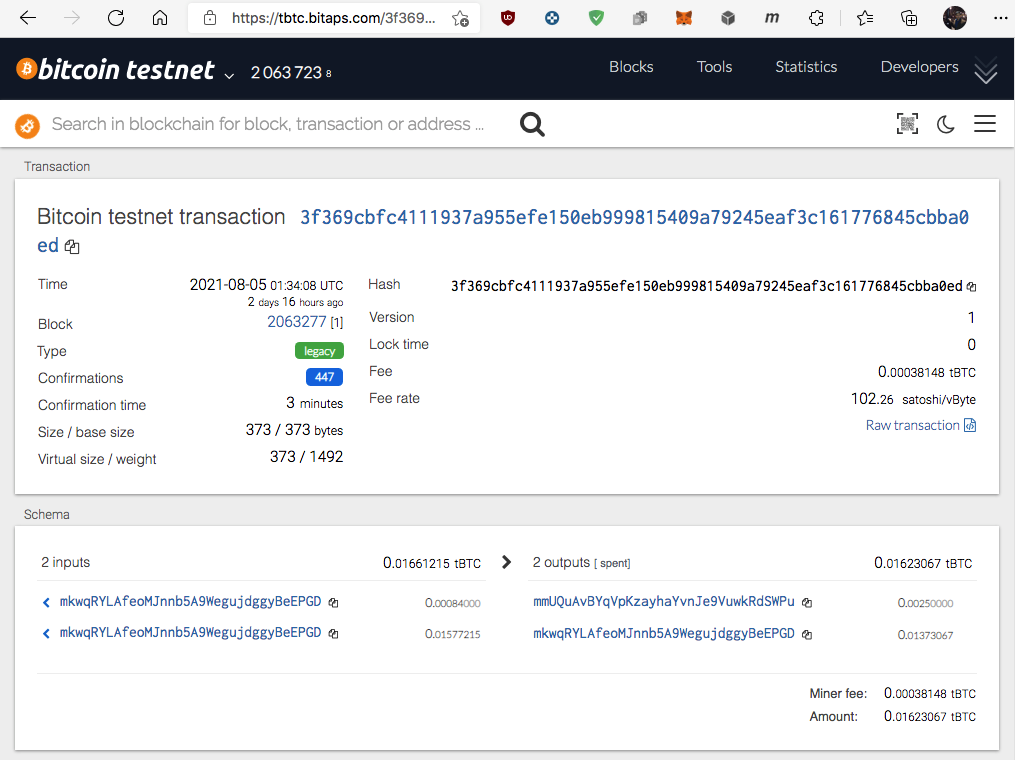 https://tbtc.bitaps.com/3f369...
bitcoin testnet 2 063 723 8
Blocks Tools Statistics Developers
Search in blockchain for block, transaction or address ...
Transaction
Bitcoin testnet transaction 3f369cbfc4111937a955efe150eb999815409a79245eaf3c161776845cbba0
ed
Time 2021-08-05 01:34:08 UTC
2 days 16 hours ago
Block 2063277 [1]
Type legacy
Confirmations 447
Confirmation time 3 minutes
Size / base size 373 / 373 bytes
Virtual size / weight 373 / 1492
Hash 3f369cbfc4111937a955efe150eb999815409a79245eaf3c161776845cbba0ed
Version 1
Lock time 0
Fee 0.00038148 tBTC
Fee rate 102.26 satoshi/vByte
Raw transaction
Schema
2 inputs 0.01661215 tBTC
2 outputs [ spent] 0.01623067 tBTC
mkwqRYLAfeoMJnnb5A9WegujdggyBeEPGD 0.00084000
mmUQuAvBYqVpKzayhaYvnJe9VuwkRdSWPu 0.00250000
mkwqRYLAfeoMJnnb5A9WegujdggyBeEPGD 0.01577215
mkwqRYLAfeoMJnnb5A9WegujdggyBeEPGD 0.01373067
Miner fee: 0.00038148 tBTC
Amount: 0.01623067 tBTC